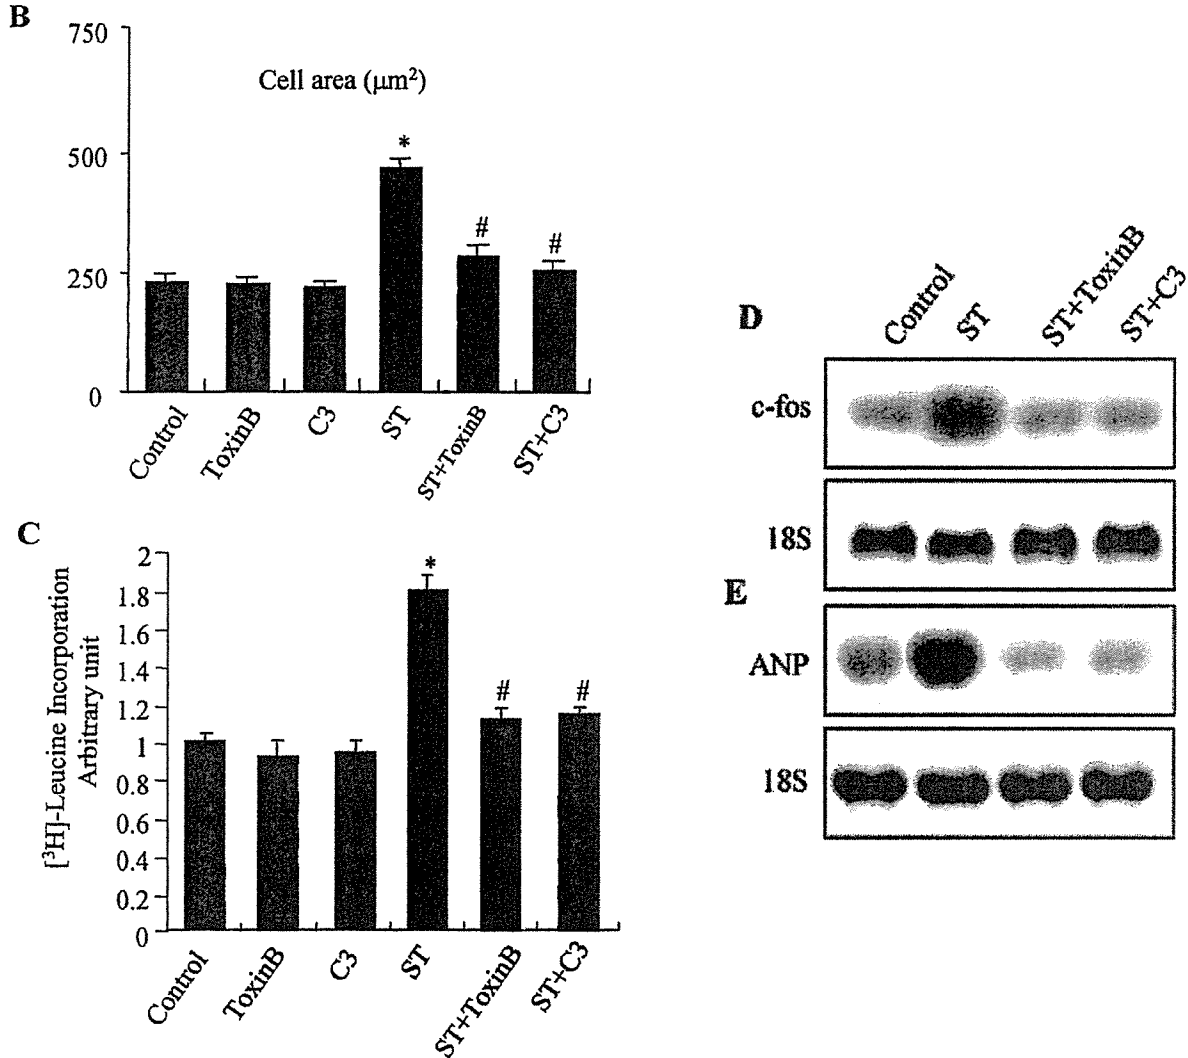 B
Cell area (μm²)
750
500
250
0
*
#
#
Control
ToxinB
C3
ST
ST+ToxinB
ST+C3
C
[³H]-Leucine Incorporation
Arbitrary unit
2
1.8
1.6
1.4
1.2
1
0.8
0.6
0.4
0.2
0
*
#
#
Control
ToxinB
C3
ST
ST+ToxinB
ST+C3
D
Control
ST
ST+ToxinB
ST+C3
c-fos
18S
E
ANP
18S